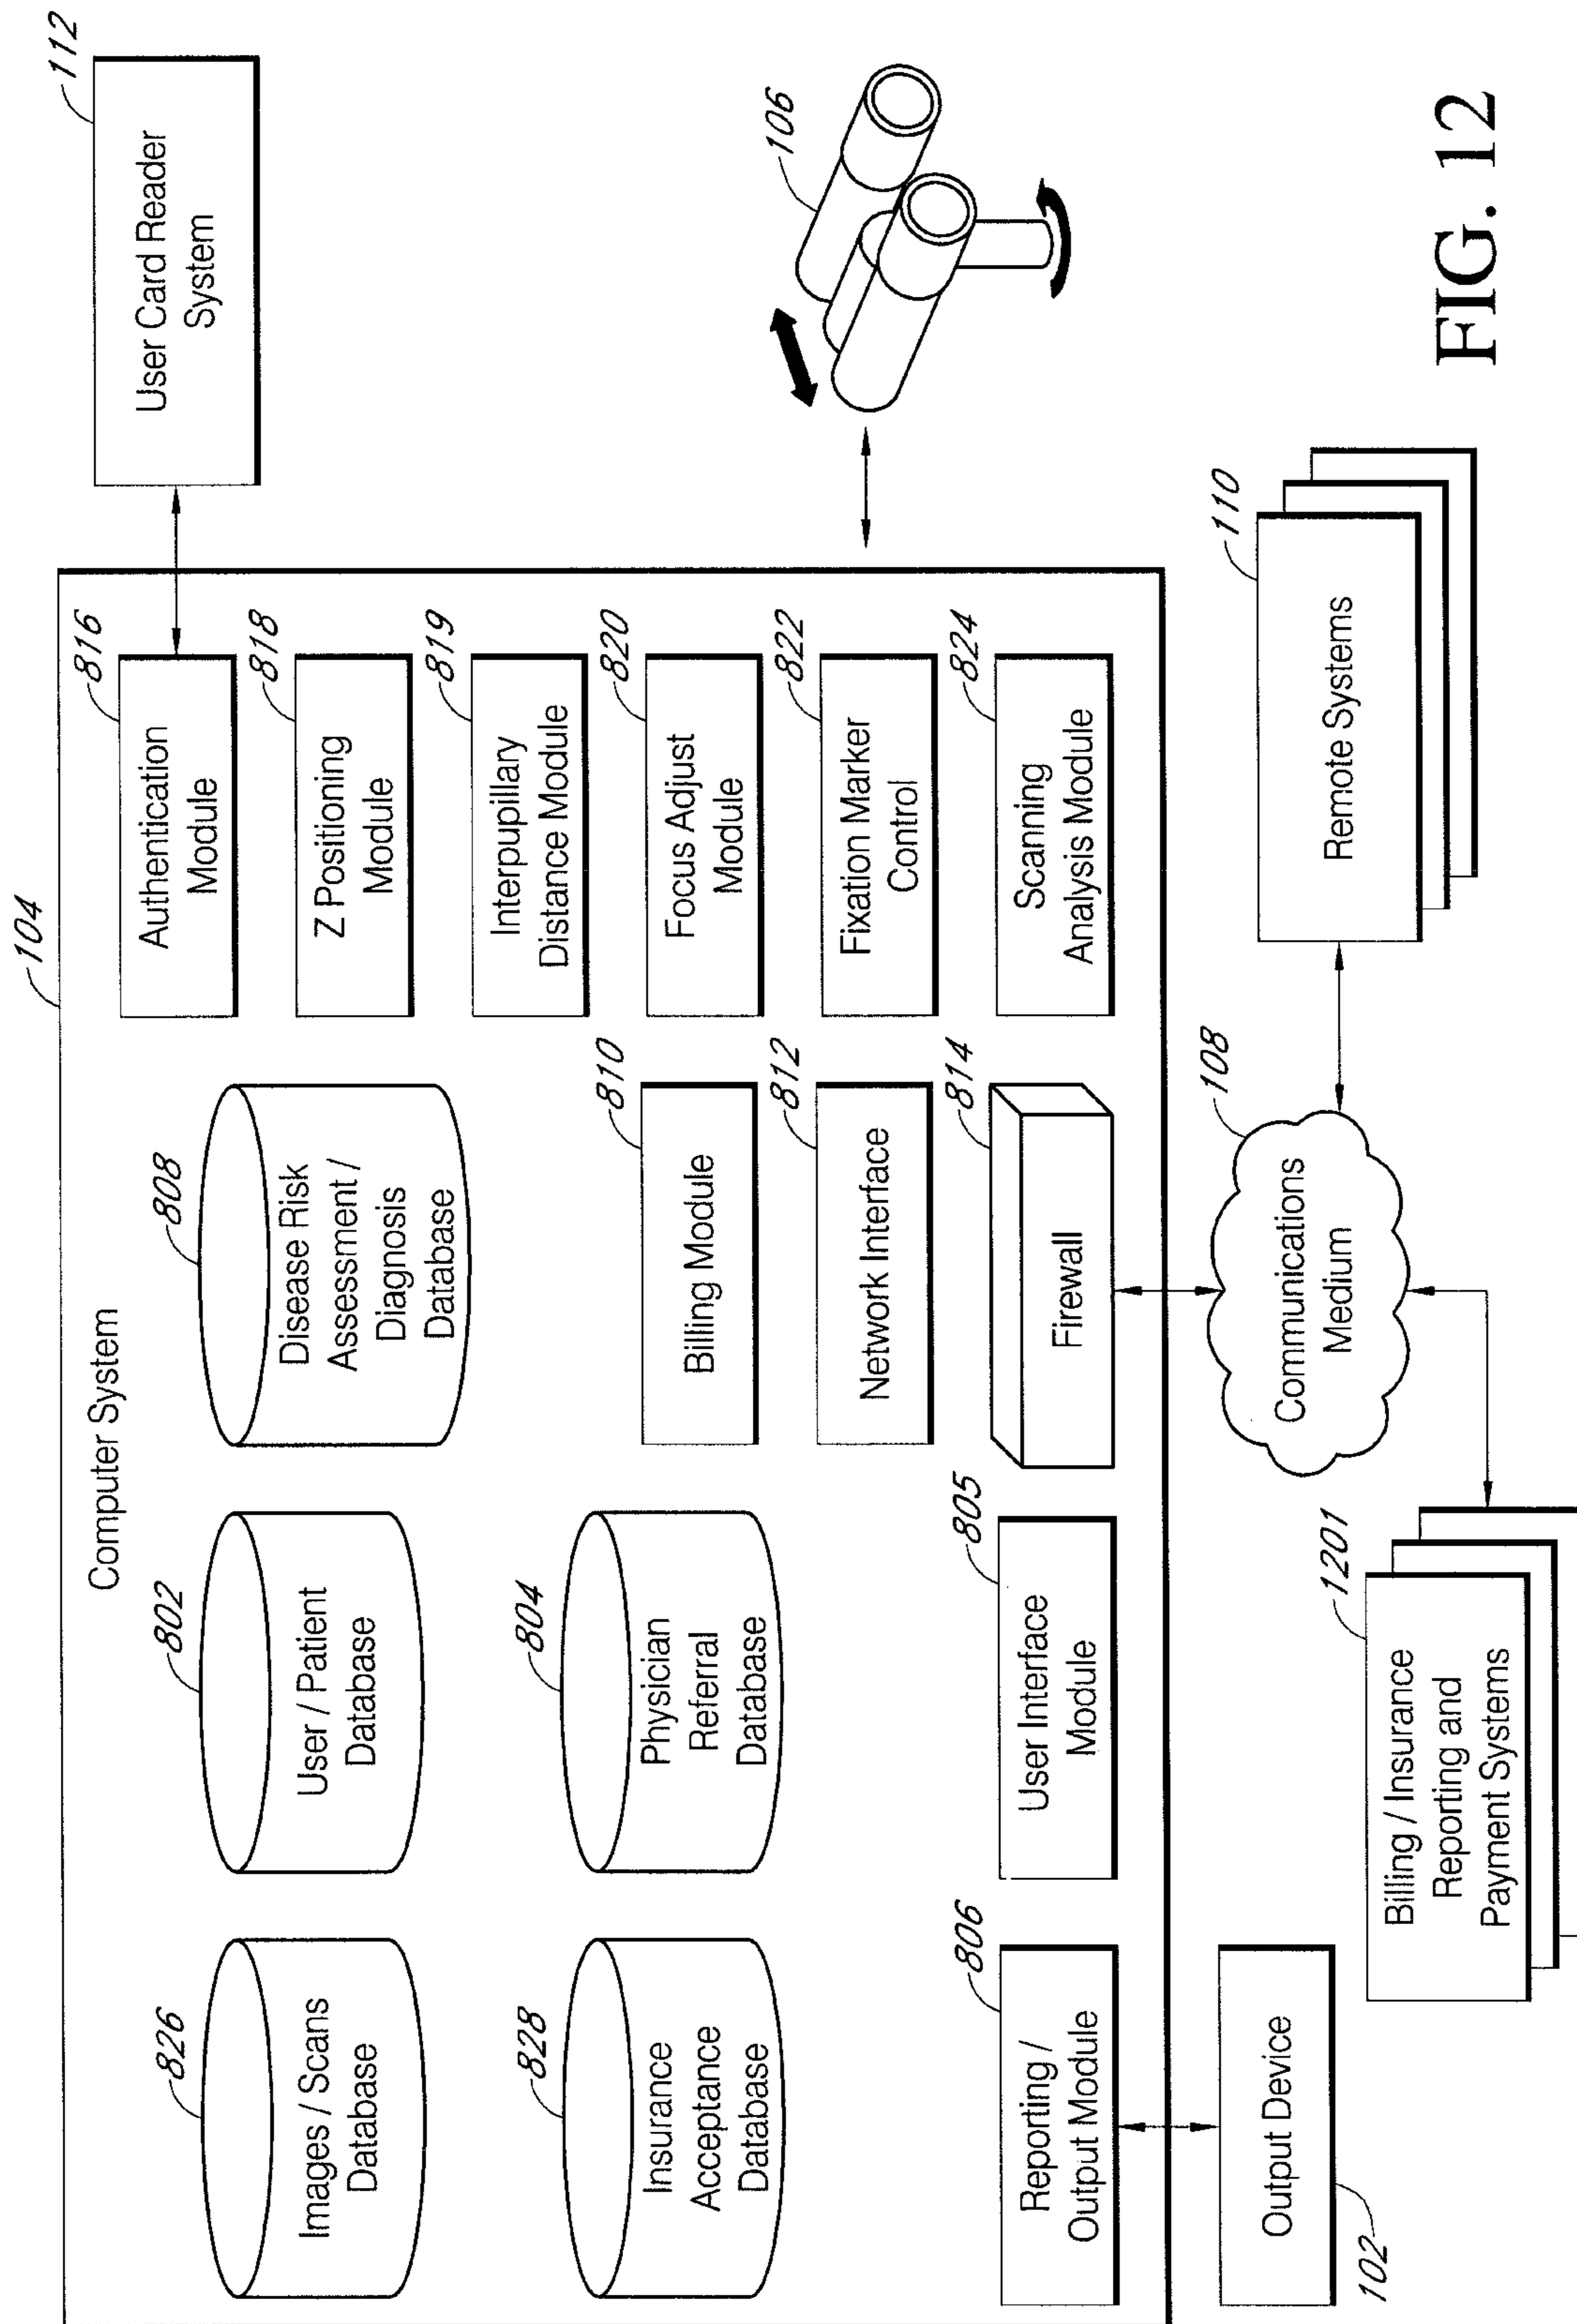 104
Computer System
826
Images / Scans
Database
802
User / Patient
Database
808
Disease Risk
Assessment /
Diagnosis
Database
816
Authentication
Module
112
User Card Reader
System
818
Z Positioning
Module
828
Insurance
Acceptance
Database
804
Physician
Referral
Database
819
Interpupillary
Distance Module
810
Billing Module
820
Focus Adjust
Module
106
812
Network Interface
822
Fixation Marker
Control
806
Reporting /
Output Module
805
User Interface
Module
814
Firewall
824
Scanning
Analysis Module
Output Device
102
1201
Billing / Insurance
Reporting and
Payment Systems
108
Communications
Medium
110
Remote Systems
FIG. 12